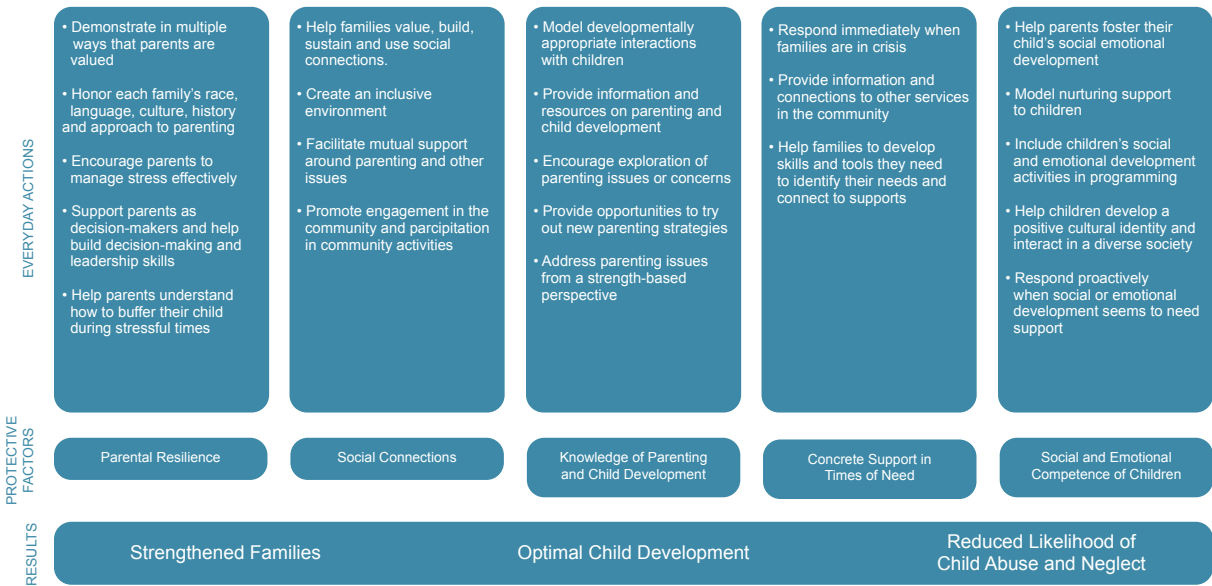 EVERYDAY ACTIONS
• Demonstrate in multiple
ways that parents are
valued
• Honor each family’s race,
language, culture, history
and approach to parenting
• Encourage parents to
manage stress effectively
• Support parents as
decision-makers and help
build decision-making and
leadership skills
• Help parents understand
how to buffer their child
during stressful times
• Help families value, build,
sustain and use social
connections.
• Create an inclusive
environment
• Facilitate mutual support
around parenting and other
issues
• Promote engagement in the
community and parcipitation
in community activities
• Model developmentally
appropriate interactions
with children
• Provide information and
resources on parenting and
child development
• Encourage exploration of
parenting issues or concerns
• Provide opportunities to try
out new parenting strategies
• Address parenting issues
from a strength-based
perspective
• Respond immediately when
families are in crisis
• Provide information and
connections to other services
in the community
• Help families to develop
skills and tools they need
to identify their needs and
connect to supports
• Help parents foster their
child’s social emotional
development
• Model nurturing support
to children
• Include children’s social
and emotional development
activities in programming
• Help children develop a
positive cultural identity and
interact in a diverse society
• Respond proactively
when social or emotional
development seems to need
support
PROTECTIVE
FACTORS
Parental Resilience
Social Connections
Knowledge of Parenting
and Child Development
Concrete Support in
Times of Need
Social and Emotional
Competence of Children
RESULTS
Strengthened Families
Optimal Child Development
Reduced Likelihood of
Child Abuse and Neglect